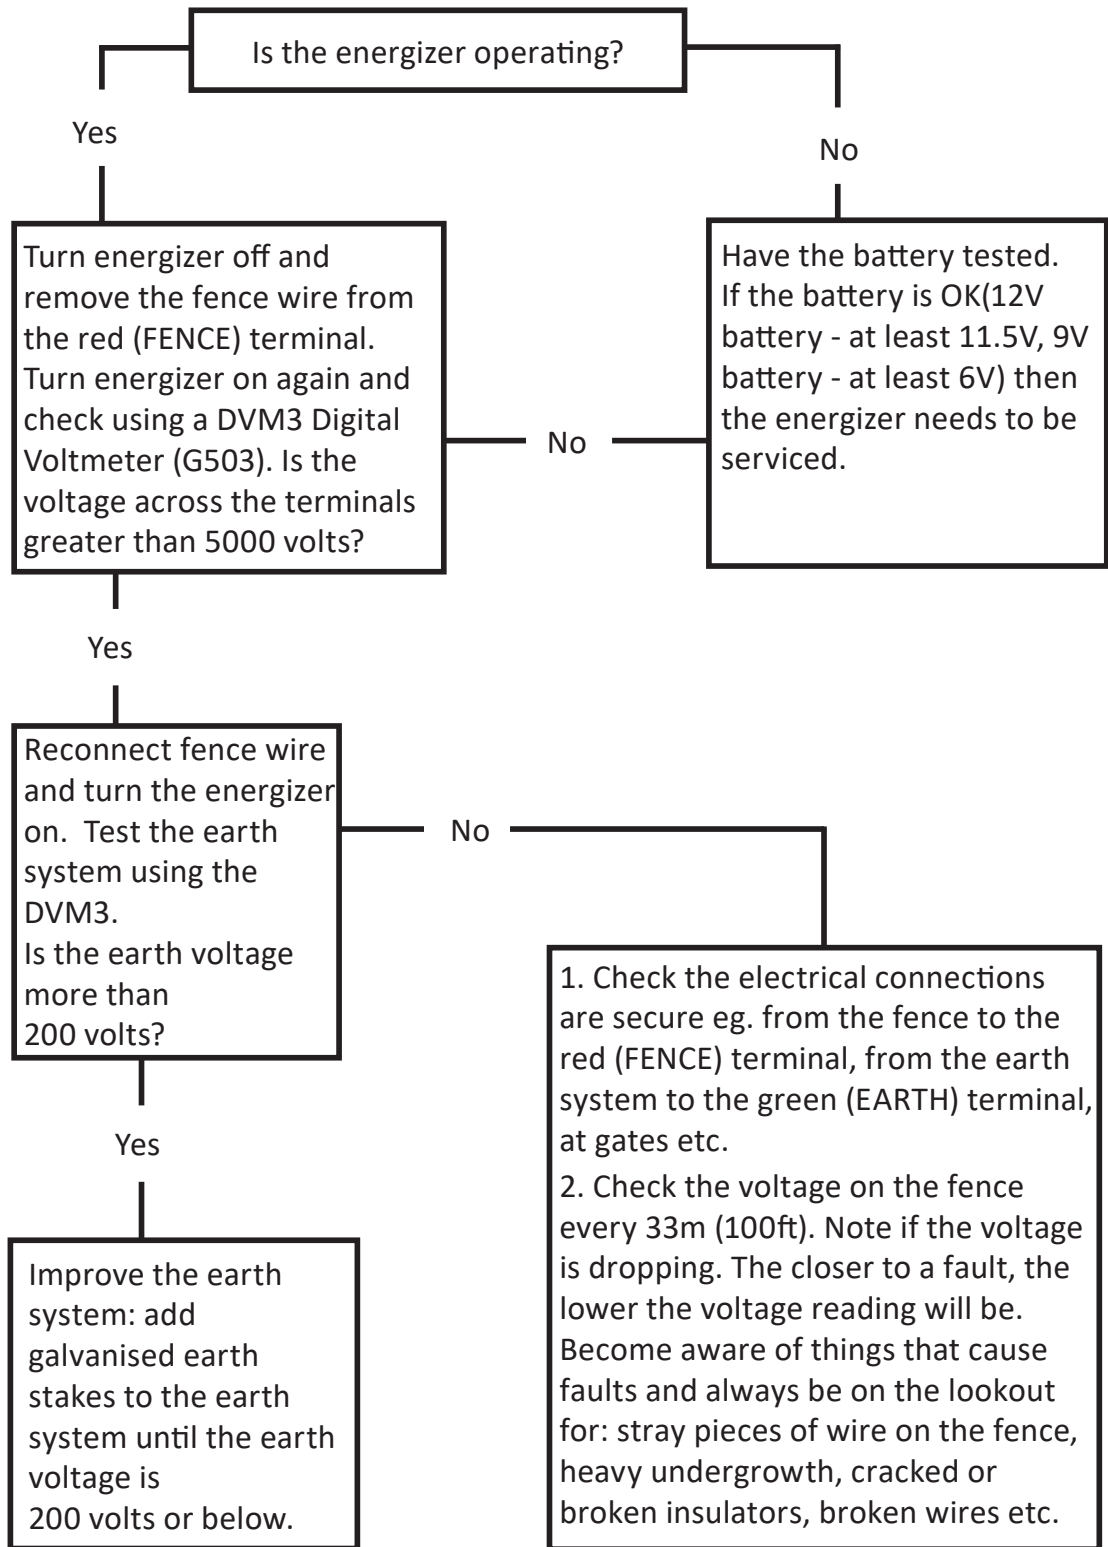 Is the energizer operating?
Yes
No
Turn energizer off and
remove the fence wire from
the red (FENCE) terminal.
Turn energizer on again and
check using a DVM3 Digital
Voltmeter (G503). Is the
voltage across the terminals
greater than 5000 volts?
No
Have the battery tested.
If the battery is OK(12V
battery - at least 11.5V, 9V
battery - at least 6V) then
the energizer needs to be
serviced.
Yes
Reconnect fence wire
and turn the energizer
on.  Test the earth
system using the
DVM3.
Is the earth voltage
more than
200 volts?
No
1. Check the electrical connections
are secure eg. from the fence to the
red (FENCE) terminal, from the earth
system to the green (EARTH) terminal,
at gates etc.
2. Check the voltage on the fence
every 33m (100ft). Note if the voltage
is dropping. The closer to a fault, the
lower the voltage reading will be.
Become aware of things that cause
faults and always be on the lookout
for: stray pieces of wire on the fence,
heavy undergrowth, cracked or
broken insulators, broken wires etc.
Yes
Improve the earth
system: add
galvanised earth
stakes to the earth
system until the earth
voltage is
200 volts or below.